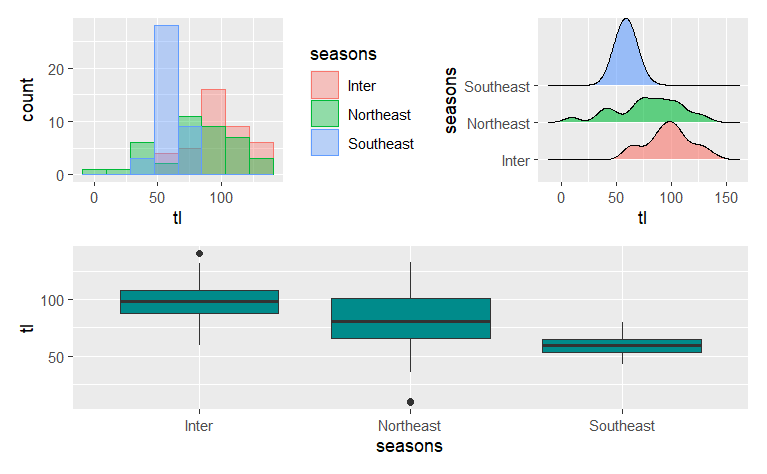 count
20
10
0
0
50
100
tl
seasons
Inter
Northeast
Southeast
seasons
Southeast
Northeast
Inter
0
50
100
150
tl
tl
100
50
Inter
Northeast
Southeast
seasons